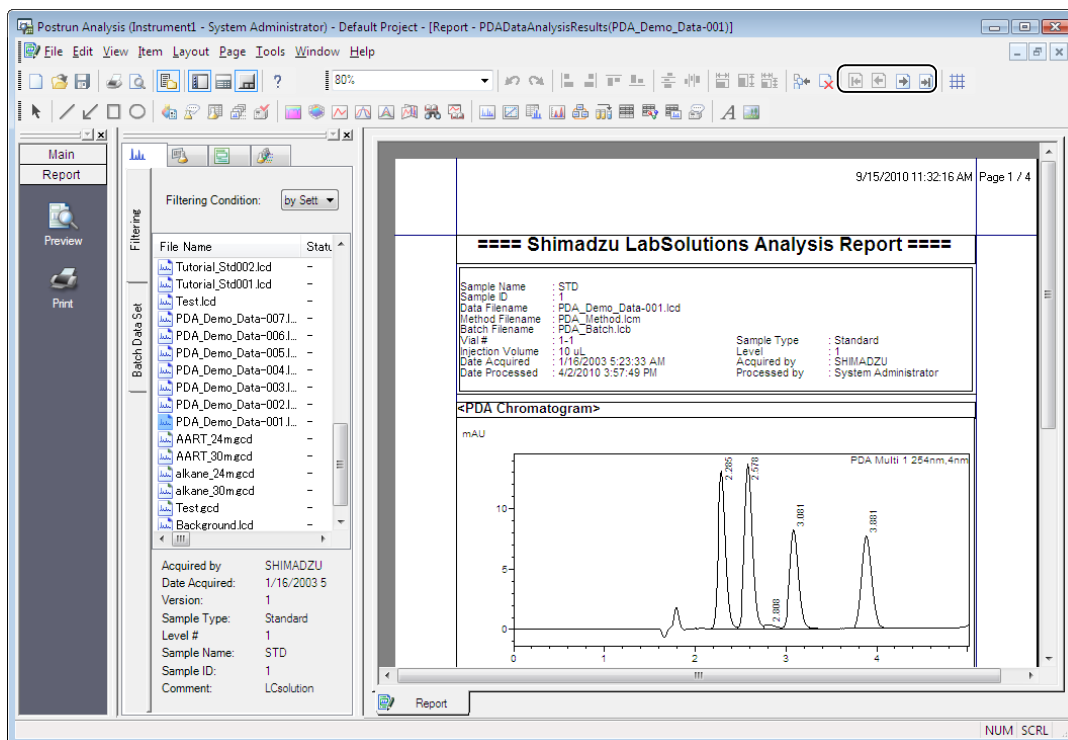 Postrun Analysis (Instrument1 - System Administrator) - Default Project - [Report - PDADataAnalysisResults(PDA_Demo_Data-001)]
File Edit View Item Layout Page Tools Window Help
80%
Main
Report
Preview
Print
Filtering
Batch Data Set
Filtering Condition: by Sett
File Name Statu
Tutorial_Std002.lcd -
Tutorial_Std001.lcd -
Test.lcd -
PDA_Demo_Data-007.l... -
PDA_Demo_Data-006.l... -
PDA_Demo_Data-005.l... -
PDA_Demo_Data-004.l... -
PDA_Demo_Data-003.l... -
PDA_Demo_Data-002.l... -
PDA_Demo_Data-001.l... -
AART_24m.gcd -
AART_30m.gcd -
alkane_24m.gcd -
alkane_30m.gcd -
Test.gcd -
Background.lcd -
Acquired by SHIMADZU
Date Acquired: 1/16/2003 5
Version: 1
Sample Type: Standard
Level # 1
Sample Name: STD
Sample ID: 1
Comment: LCsolution
9/15/2010 11:32:16 AM Page 1 / 4
==== Shimadzu LabSolutions Analysis Report ====
Sample Name : STD
Sample ID : 1
Data Filename : PDA_Demo_Data-001.lcd
Method Filename : PDA_Method.lcm
Batch Filename : PDA_Batch.lcb
Vial # : 1-1 Sample Type : Standard
Injection Volume : 10 uL Level : 1
Date Acquired : 1/16/2003 5:23:33 AM Acquired by : SHIMADZU
Date Processed : 4/2/2010 3:57:49 PM Processed by : System Administrator
<PDA Chromatogram>
mAU
PDA Multi 1 254nm,4nm
2.285
2.578
2.808
3.081
3.881
10
5
0
0 1 2 3 4
Report
NUM SCRL